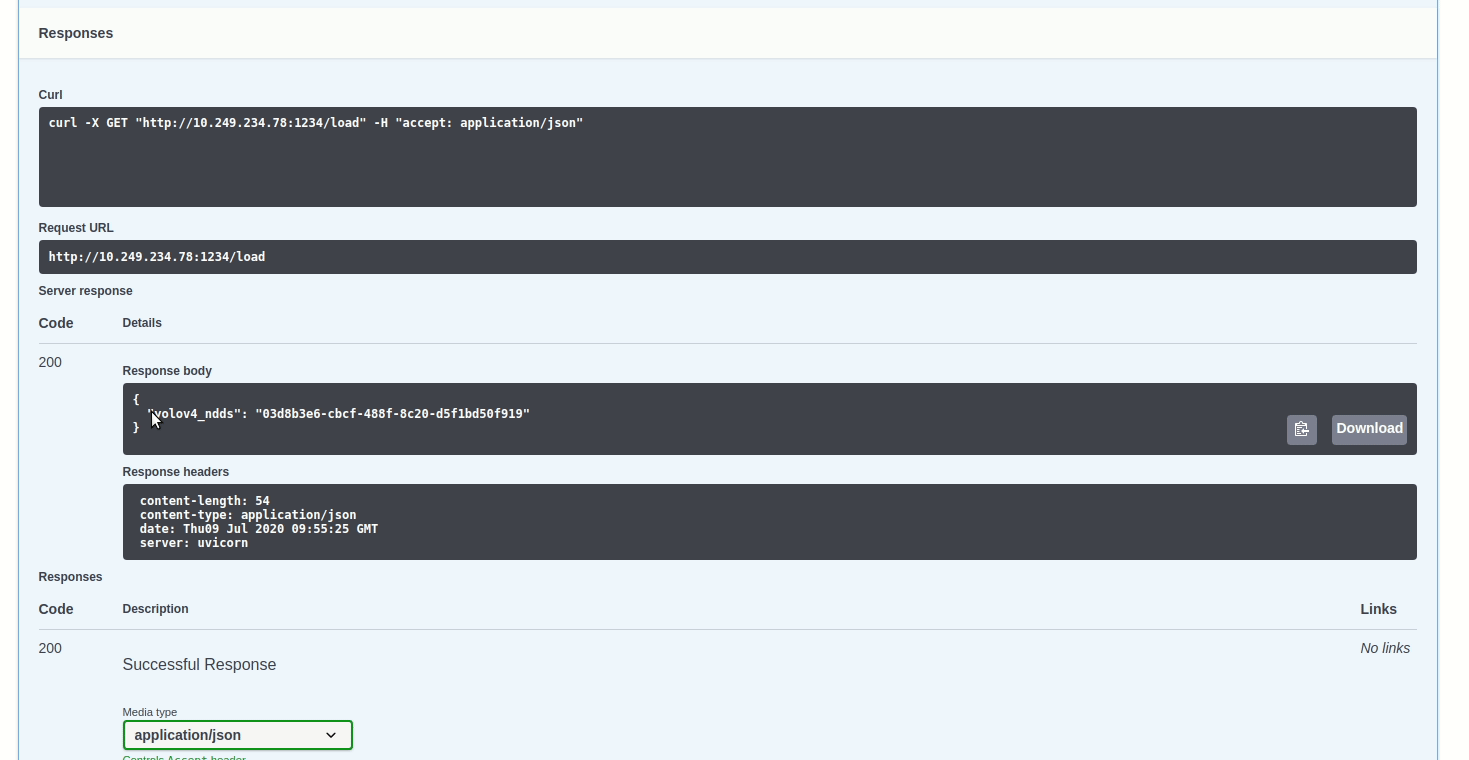 Responses
Curl
curl -X GET "http://10.249.234.78:1234/load" -H "accept: application/json"
Request URL
http://10.249.234.78:1234/load
Server response
Code Details
200
Response body
{
"yolov4_ndds": "03d8b3e6-cbcf-488f-8c20-d5f1bd50f919"
}
Download
Response headers
content-length: 54
content-type: application/json
date: Thu09 Jul 2020 09:55:25 GMT
server: uvicorn
Responses
Code Description Links
200 No links
Successful Response
Media type
application/json
Controls Accept header